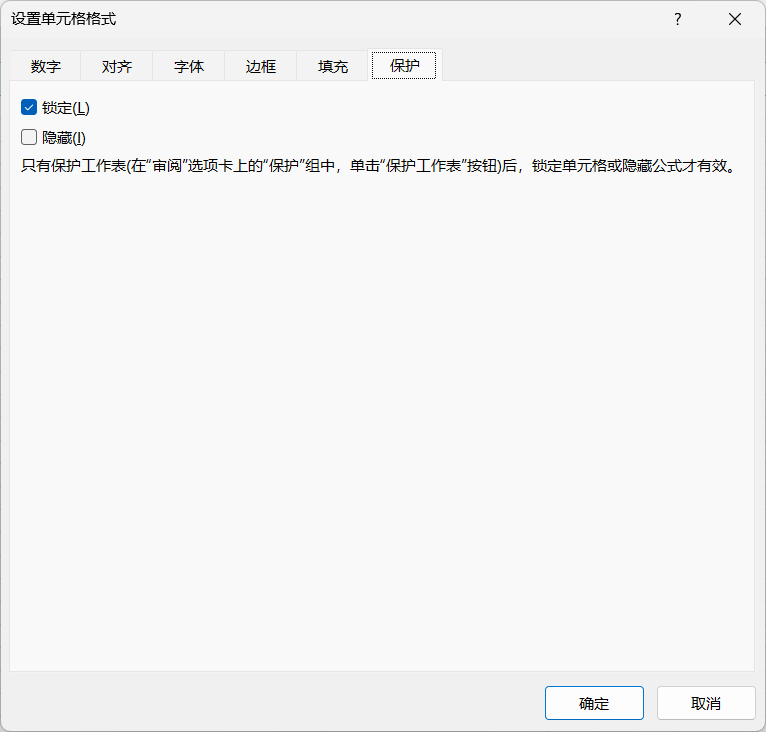 设置单元格格式
数字 对齐 字体 边框 填充 保护
锁定(L)
隐藏(I)
只有保护工作表(在“审阅”选项卡上的“保护”组中，单击“保护工作表”按钮)后，锁定单元格或隐藏公式才有效。
确定 取消